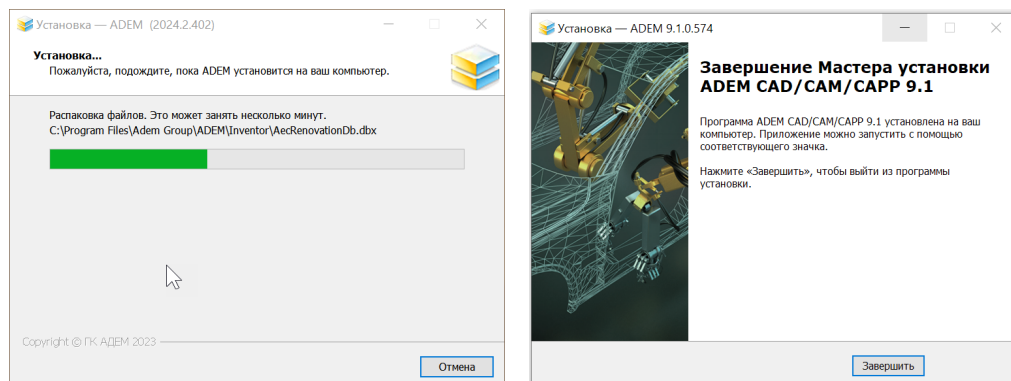 Установка — ADEM (2024.2.402)
Установка...
Пожалуйста, подождите, пока ADEM установится на ваш компьютер.
Распаковка файлов. Это может занять несколько минут.
C:\Program Files\Adem Group\ADEM\Inventor\AecRenovationDb.dbx
Copyright © ГК АДЕМ 2023
Отмена
Установка — ADEM 9.1.0.574
Завершение Мастера установки
ADEM CAD/CAM/CAPP 9.1
Программа ADEM CAD/CAM/CAPP 9.1 установлена на ваш
компьютер. Приложение можно запустить с помощью
соответствующего значка.
Нажмите «Завершить», чтобы выйти из программы
установки.
Завершить